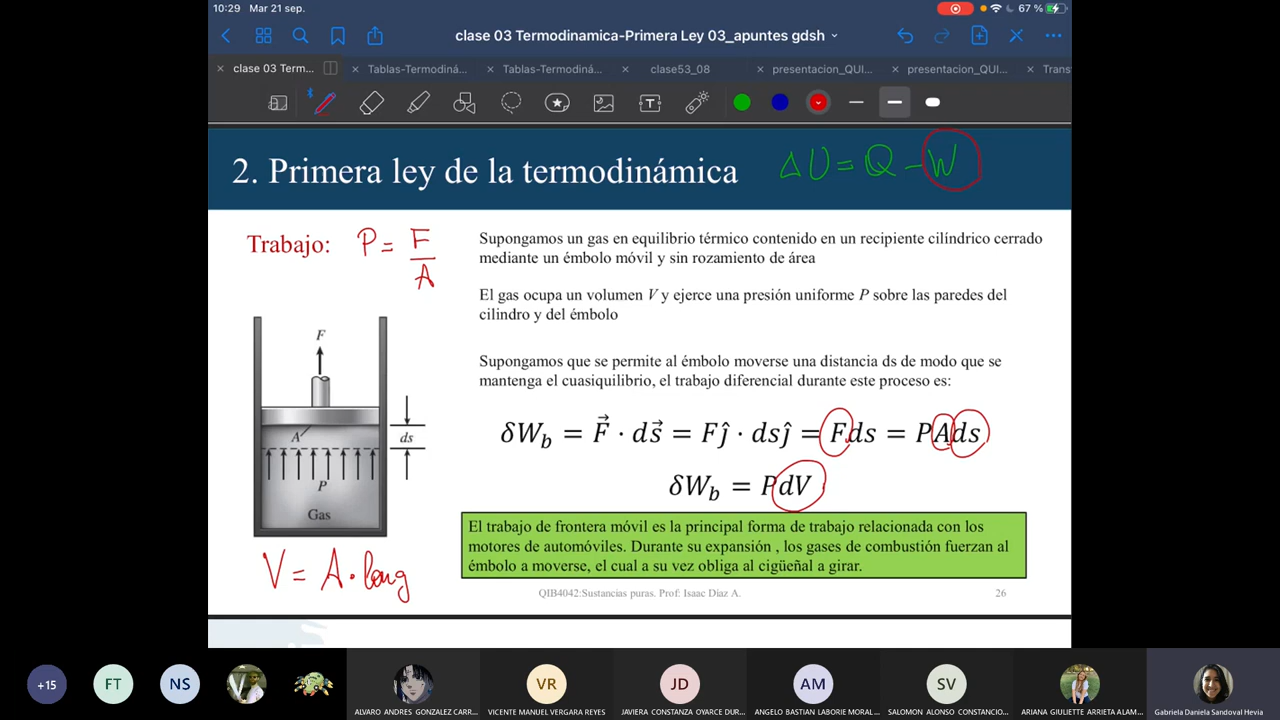 10:29 Mar 21 sep.
67 %
clase 03 Termodinamica-Primera Ley 03_apuntes gdsh
clase 03 Term...
Tablas-Termodiná...
Tablas-Termodiná...
clase53_08
presentacion_QUI...
presentacion_QUI...
Trans
2. Primera ley de la termodinámica
ΔU = Q - W
Trabajo:
P = F
A
Supongamos un gas en equilibrio térmico contenido en un recipiente cilíndrico cerrado
mediante un émbolo móvil y sin rozamiento de área
El gas ocupa un volumen V y ejerce una presión uniforme P sobre las paredes del
cilindro y del émbolo
Supongamos que se permite al émbolo moverse una distancia ds de modo que se
mantenga el cuasiquilibrio, el trabajo diferencial durante este proceso es:
F
A
ds
P
Gas
δW_b = F⃗ · ds⃗ = Fĵ · dsĵ = Fds = PAds
δW_b = PdV
El trabajo de frontera móvil es la principal forma de trabajo relacionada con los
motores de automóviles. Durante su expansión , los gases de combustión fuerzan al
émbolo a moverse, el cual a su vez obliga al cigüeñal a girar.
V = A · long
QIB4042:Sustancias puras. Prof: Isaac Diaz A.
26
+15
FT
NS
VR
JD
AM
SV
ALVARO ANDRES GONZALEZ CARR...
VICENTE MANUEL VERGARA REYES
JAVIERA CONSTANZA OYARCE DUR...
ANGELO BASTIAN LABORIE MORAL...
SALOMON ALONSO CONSTANCIO...
ARIANA GIULIETTE ARRIETA ALAM...
Gabriela Daniela Sandoval Hevia